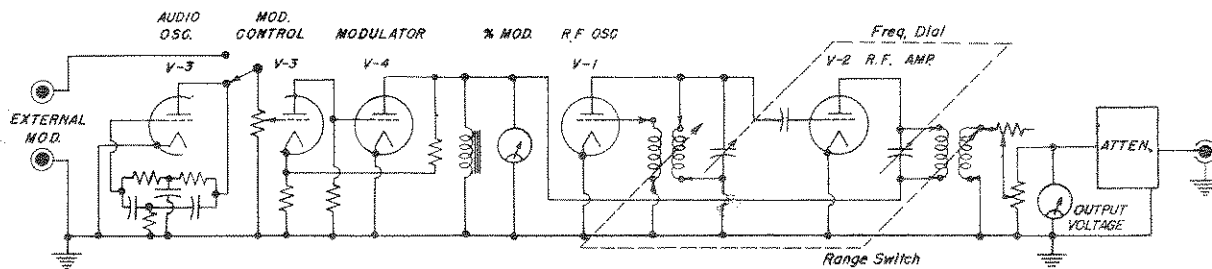 AUDIO OSC.
MOD. CONTROL
MODULATOR
% MOD.
R.F OSC
Freq. Dial
V-3
V-3
V-4
V-1
V-2 R.F. AMP.
EXTERNAL MOD.
ATTEN.
OUTPUT VOLTAGE
Range Switch